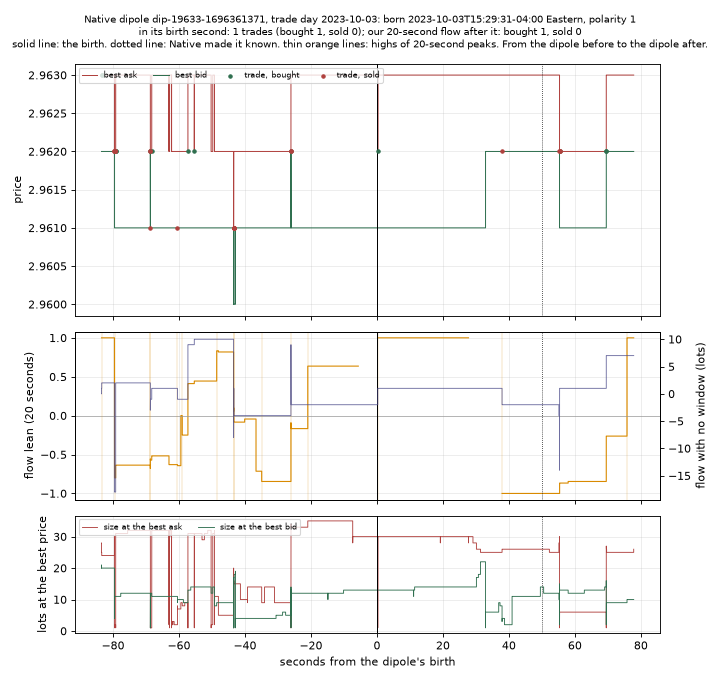 Native dipole dip-19633-1696361371, trade day 2023-10-03: born 2023-10-03T15:29:31-04:00 Eastern, polarity 1
in its birth second: 1 trades (bought 1, sold 0); our 20-second flow after it: bought 1, sold 0
solid line: the birth. dotted line: Native made it known. thin orange lines: highs of 20-second peaks. From the dipole before to the dipole after.
best ask best bid trade, bought trade, sold
2.9630
2.9625
2.9620
2.9615
2.9610
2.9605
2.9600
price
1.0
0.5
0.0
−0.5
−1.0
flow lean (20 seconds)
10
5
0
−5
−10
−15
flow with no window (lots)
size at the best ask size at the best bid
30
20
10
0
lots at the best price
−80 −60 −40 −20 0 20 40 60 80
seconds from the dipole's birth